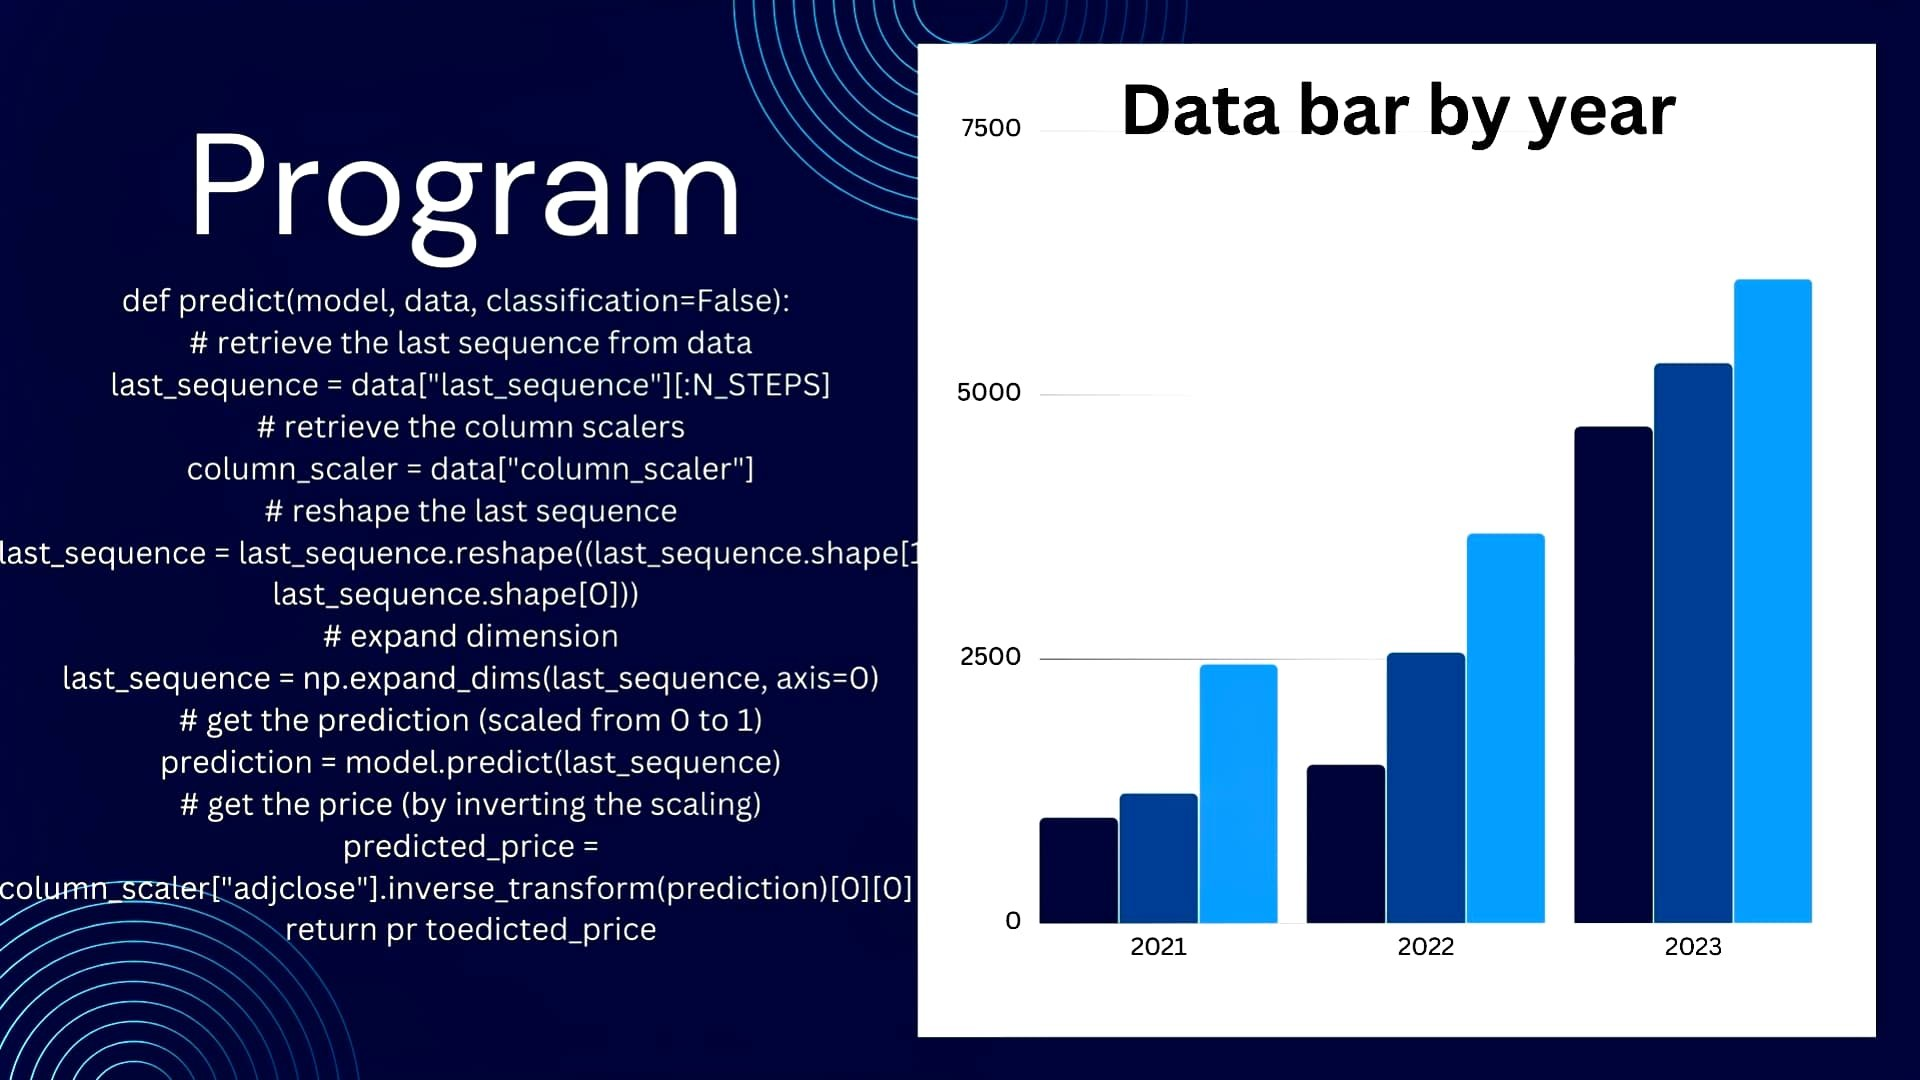 Program
def predict(model, data, classification=False):
# retrieve the last sequence from data
last_sequence = data["last_sequence"][:N_STEPS]
# retrieve the column scalers
column_scaler = data["column_scaler"]
# reshape the last sequence
last_sequence = last_sequence.reshape((last_sequence.shape[1
last_sequence.shape[0]))
# expand dimension
last_sequence = np.expand_dims(last_sequence, axis=0)
# get the prediction (scaled from 0 to 1)
prediction = model.predict(last_sequence)
# get the price (by inverting the scaling)
predicted_price =
column_scaler["adjclose"].inverse_transform(prediction)[0][0]
return pr toedicted_price
Data bar by year
7500
5000
2500
0
2021 2022 2023